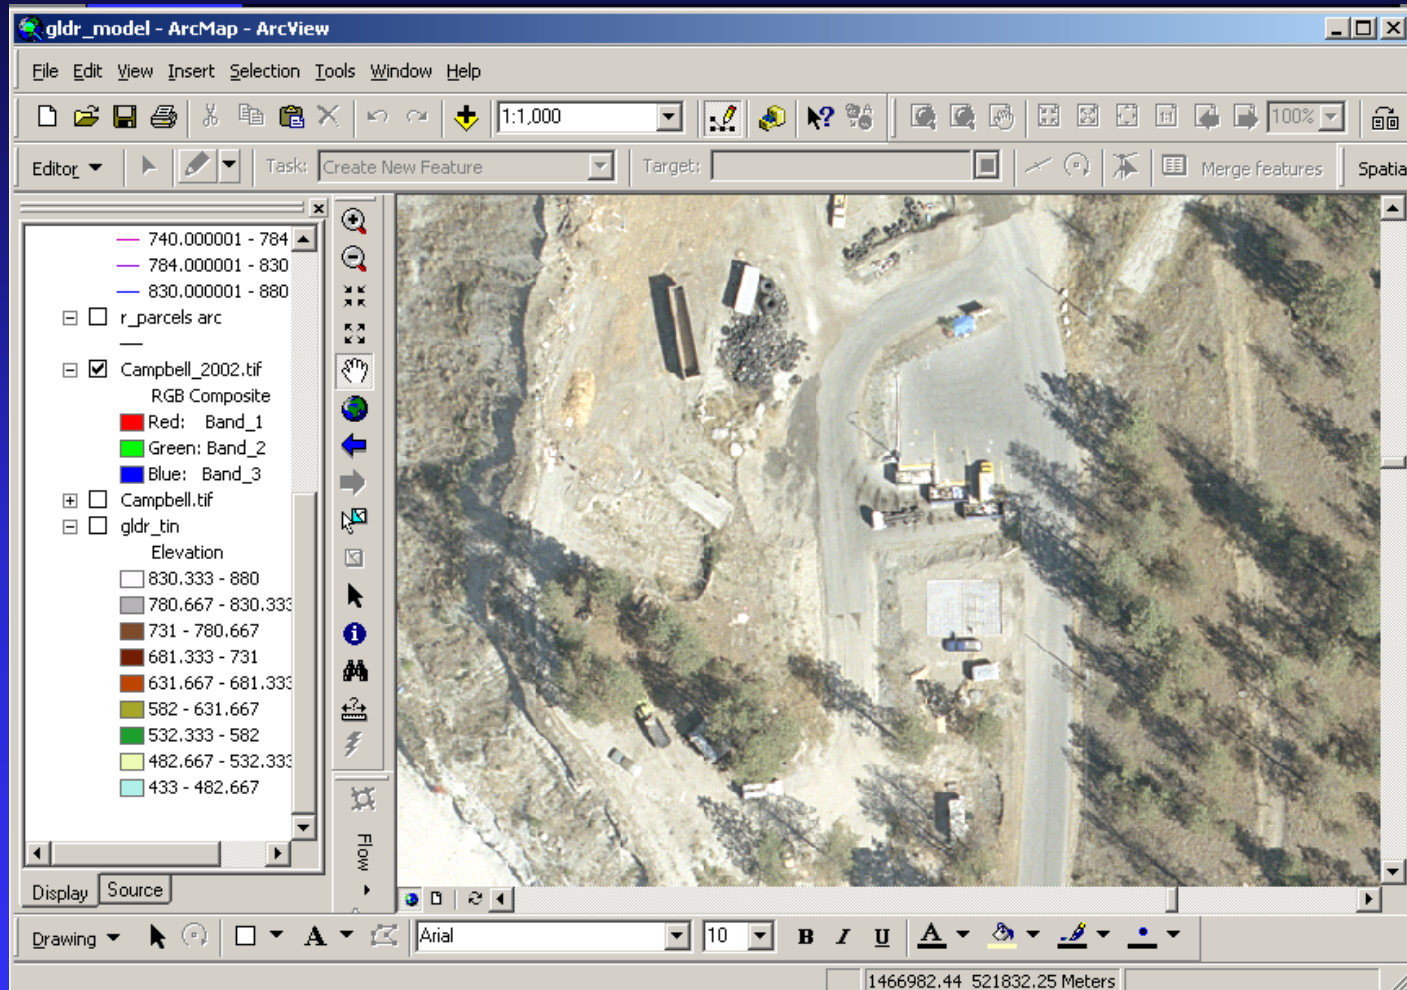 gldr_model - ArcMap - ArcView
File Edit View Insert Selection Tools Window Help
1:1,000 100%
Editor Task: Create New Feature Target: Merge features Spatia
740.000001 - 784
784.000001 - 830
830.000001 - 880
r_parcels arc
Campbell_2002.tif
RGB Composite
Red: Band_1
Green: Band_2
Blue: Band_3
Campbell.tif
gldr_tin
Elevation
830.333 - 880
780.667 - 830.333
731 - 780.667
681.333 - 731
631.667 - 681.333
582 - 631.667
532.333 - 582
482.667 - 532.333
433 - 482.667
Flow
Display Source
Drawing A Arial 10 B I U A
1466982.44 521832.25 Meters